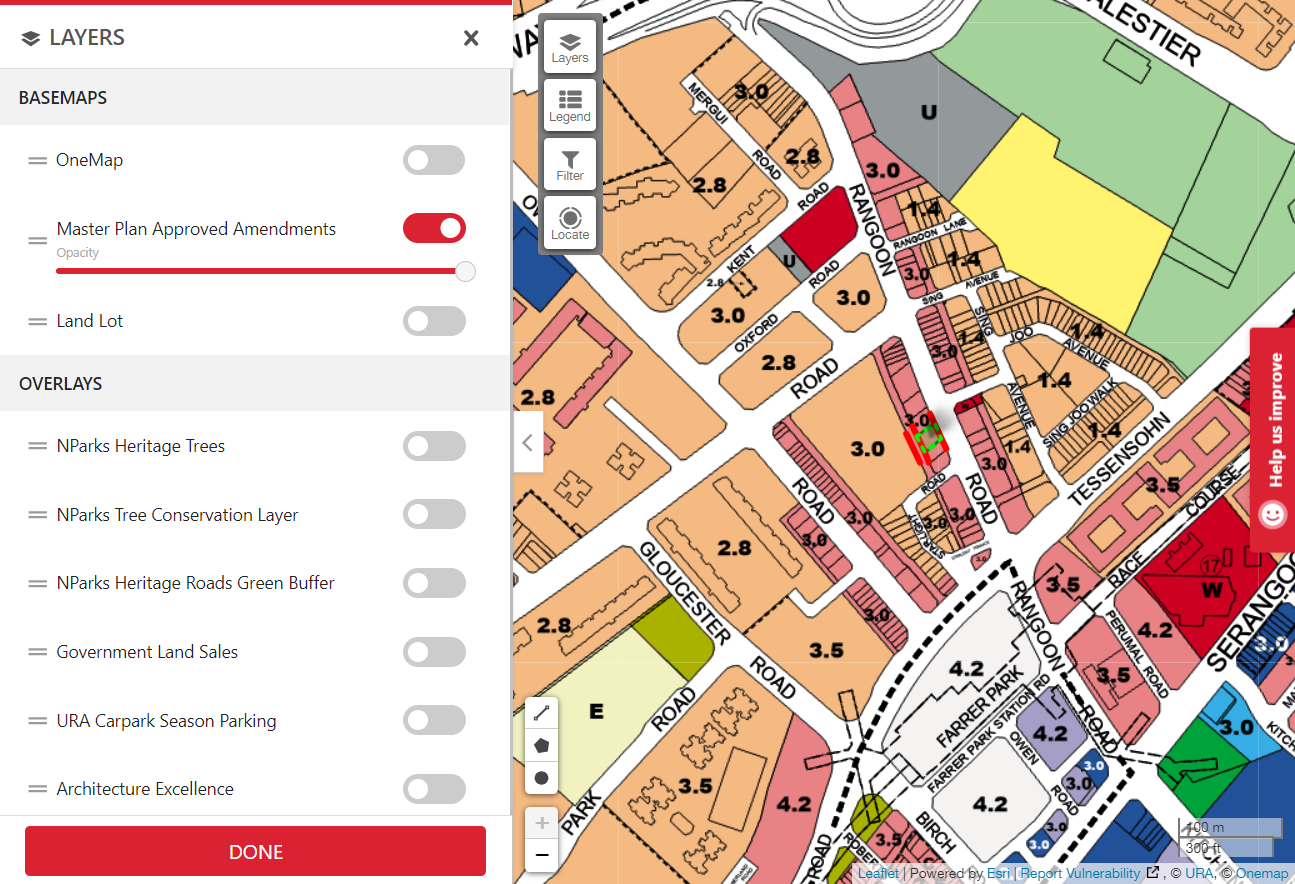 LAYERS
BASEMAPS
OneMap
Master Plan Approved Amendments
Opacity
Land Lot
OVERLAYS
NParks Heritage Trees
NParks Tree Conservation Layer
NParks Heritage Roads Green Buffer
Government Land Sales
URA Carpark Season Parking
Architecture Excellence
DONE
Layers
Legend
Filter
Locate
ALESTIER
3.0
MERGUI
ROAD
2.8
U
2.8
3.0
ROAD
RANGOON
1.4
RANGOON LANE
KENT
U
ROAD
2.8
3.0
1.4
AVENUE
SING
3.0
3.0
OXFORD
SING
JOO
AVENUE
1.4
1.4
3.0
2.8
ROAD
2.8
1.4
AVENUE
SING JOO WALK
1.4
3.0
3.0
1.4
3.0
TESSENSOHN
ROAD
ROAD
ROAD
3.5
COURSE
3.0
3.0
3.0
STARLIGHT
3.0
2.8
3.0
RACE
3.5
17
W
GLOUCESTER
RANGOON
PERUMAL ROAD
4.2
SERANGOO
2.8
3.0
3.5
ROAD
4.2
3.5
3.0
E
ROAD
FARRER PARK
FARRER PARK STATION RD
ROAD
4.2
OWEN
3.0
KITCH
3.5
4.2
PARK
3.0
3.0
ROAD
4.2
BIRCH
3.5
3.0
3.0
ROAD
ROBER
Help us improve
100 m
300 ft
Leaflet | Powered by Esri | Report Vulnerability , © URA, © Onemap